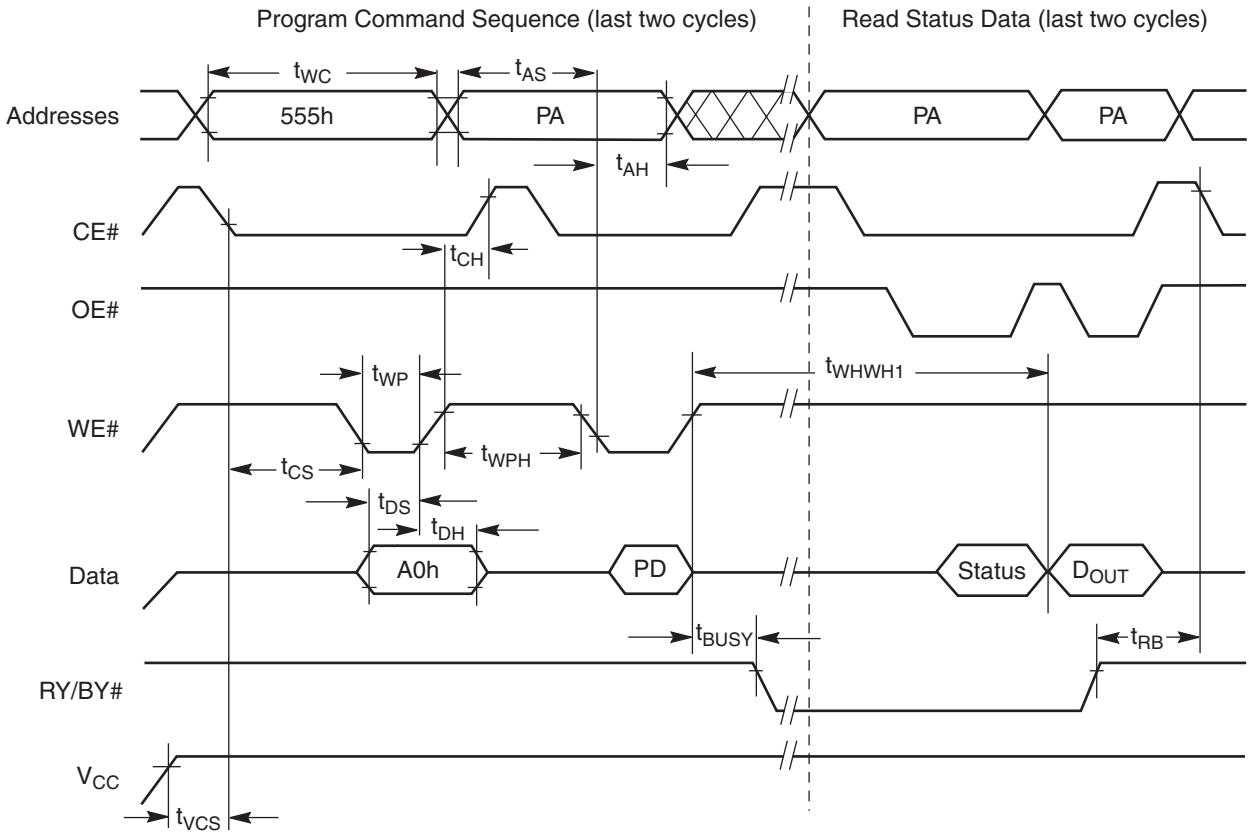 Program Command Sequence (last two cycles)
Read Status Data (last two cycles)
tWC
tAS
Addresses
555h
PA
PA
PA
tAH
CE#
tCH
OE#
tWP
tWHWH1
WE#
tCS
tWPH
tDS
tDH
Data
A0h
PD
Status
DOUT
tBUSY
tRB
RY/BY#
VCC
tVCS